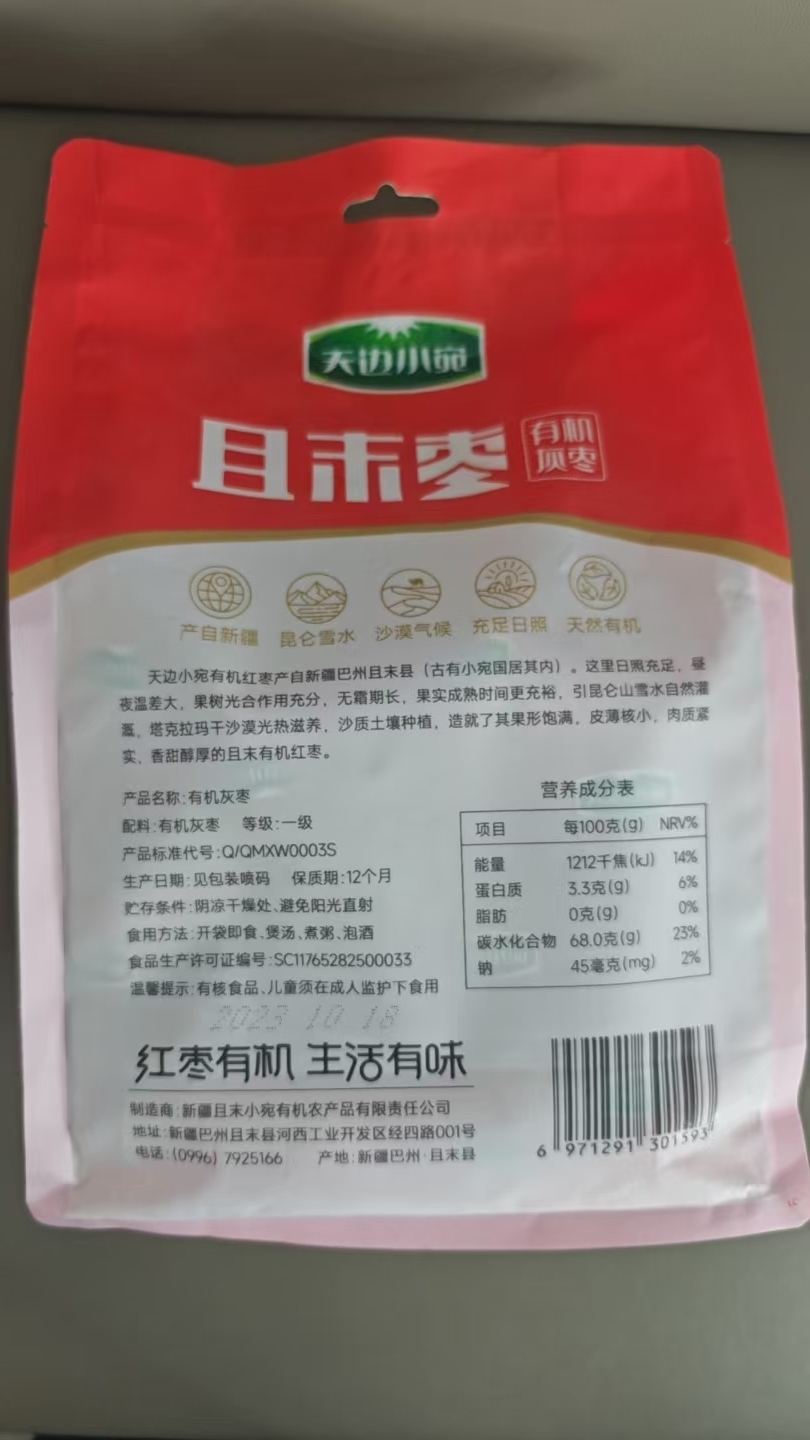 天边小宛
且末枣
有机
顶枣
产自新疆 昆仑雪水 沙漠气候 充足日照 天然有机
天边小宛有机红枣产自新疆巴州且末县（古有小宛国居其内）。这里日照充足，昼
夜温差大，果树光合作用充分，无霜期长，果实成熟时间更充裕，引昆仑山雪水自然灌
溉，塔克拉玛干沙漠光热滋养，沙质土壤种植，造就了其果形饱满，皮薄核小，肉质紧
实，香甜醇厚的且末有机红枣。
产品名称:有机灰枣
配料:有机灰枣 等级:一级
产品标准代号:Q/QMXW0003S
生产日期:见包装喷码 保质期:12个月
贮存条件:阴凉干燥处、避免阳光直射
食用方法:开袋即食、煲汤、煮粥、泡酒
食品生产许可证编号:SC11765282500033
温馨提示:有核食品、儿童须在成人监护下食用
营养成分表
项目 每100克(g) NRV%
能量 1212千焦(kJ) 14%
蛋白质 3.3克(g) 6%
脂肪 0克(g) 0%
碳水化合物 68.0克(g) 23%
钠 45毫克(mg) 2%
2023 10 18
红枣有机 生活有味
制造商:新疆且末小宛有机农产品有限责任公司
地址:新疆巴州且末县河西工业开发区经四路001号
电话:(0996) 7925166 产地:新疆巴州·且末县
6 971291 301593